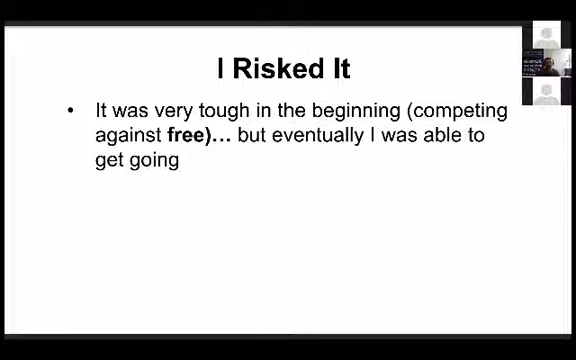 I Risked It
• It was very tough in the beginning (competing
against free)… but eventually I was able to
get going